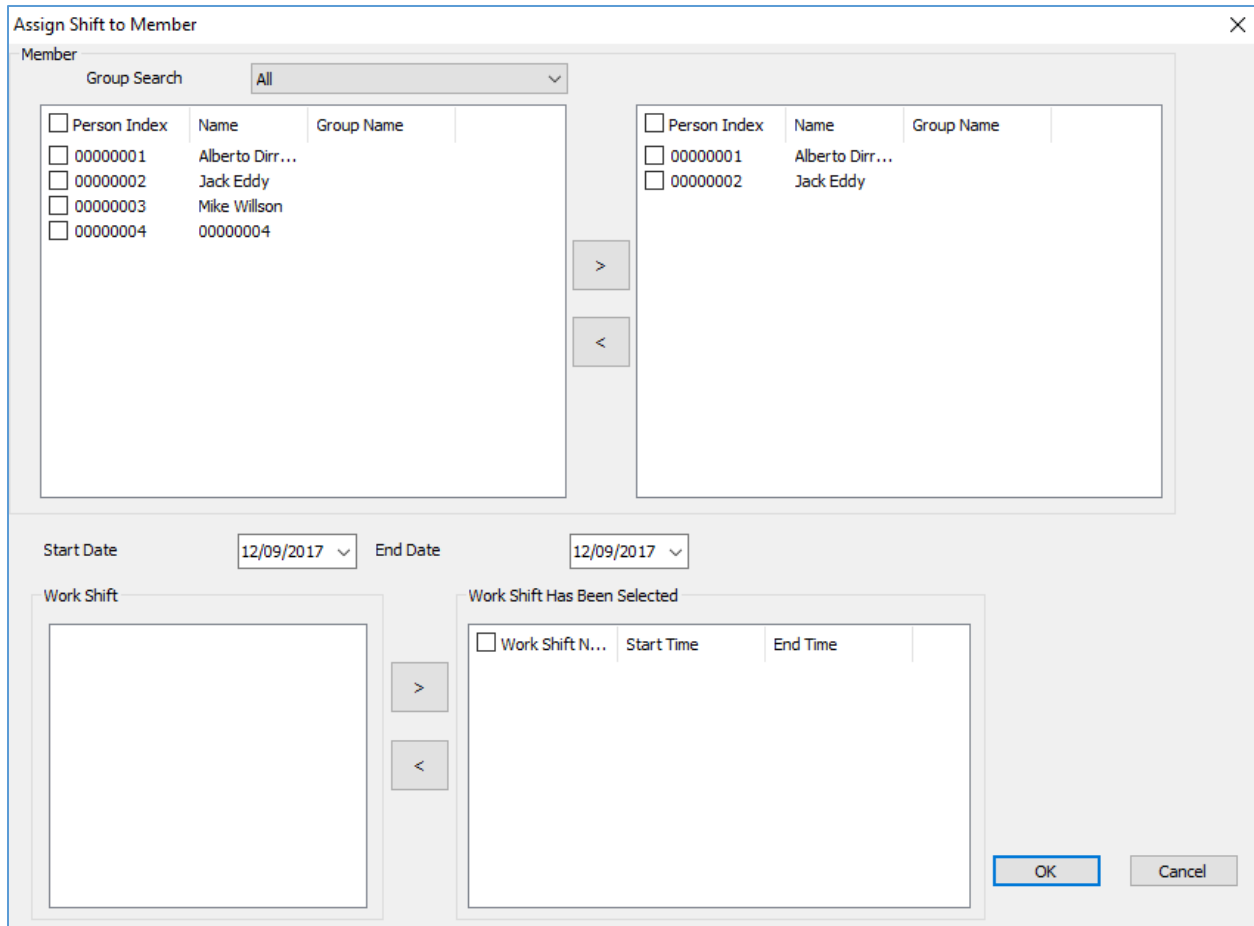 Assign Shift to Member
Member
Group Search All
Person Index Name Group Name
00000001 Alberto Dirr...
00000002 Jack Eddy
00000003 Mike Willson
00000004 00000004
>
<
Person Index Name Group Name
00000001 Alberto Dirr...
00000002 Jack Eddy
Start Date 12/09/2017 End Date 12/09/2017
Work Shift
>
<
Work Shift Has Been Selected
Work Shift N... Start Time End Time
OK Cancel